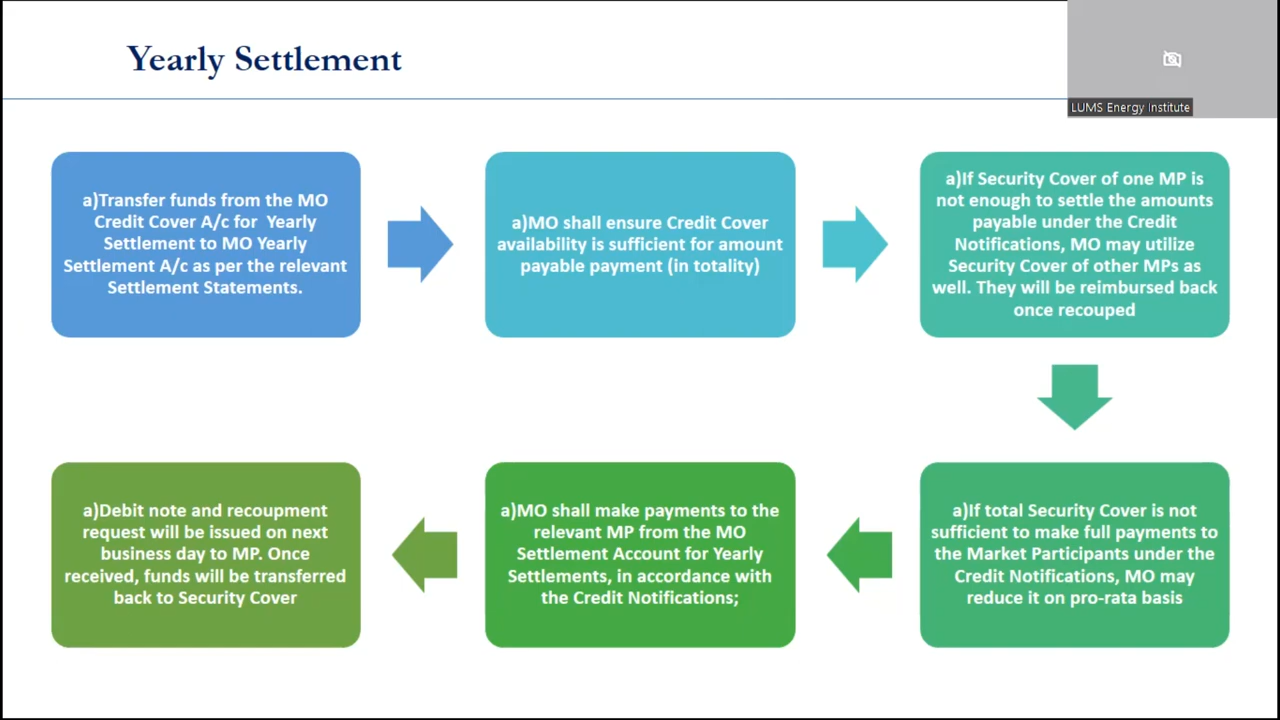 Yearly Settlement
LUMS Energy Institute
a)Transfer funds from the MO
Credit Cover A/c for Yearly
Settlement to MO Yearly
Settlement A/c as per the relevant
Settlement Statements.
a)MO shall ensure Credit Cover
availability is sufficient for amount
payable payment (in totality)
a)If Security Cover of one MP is
not enough to settle the amounts
payable under the Credit
Notifications, MO may utilize
Security Cover of other MPs as
well. They will be reimbursed back
once recouped
a)If total Security Cover is not
sufficient to make full payments to
the Market Participants under the
Credit Notifications, MO may
reduce it on pro-rata basis
a)MO shall make payments to the
relevant MP from the MO
Settlement Account for Yearly
Settlements, in accordance with
the Credit Notifications;
a)Debit note and recoupment
request will be issued on next
business day to MP. Once
received, funds will be transferred
back to Security Cover